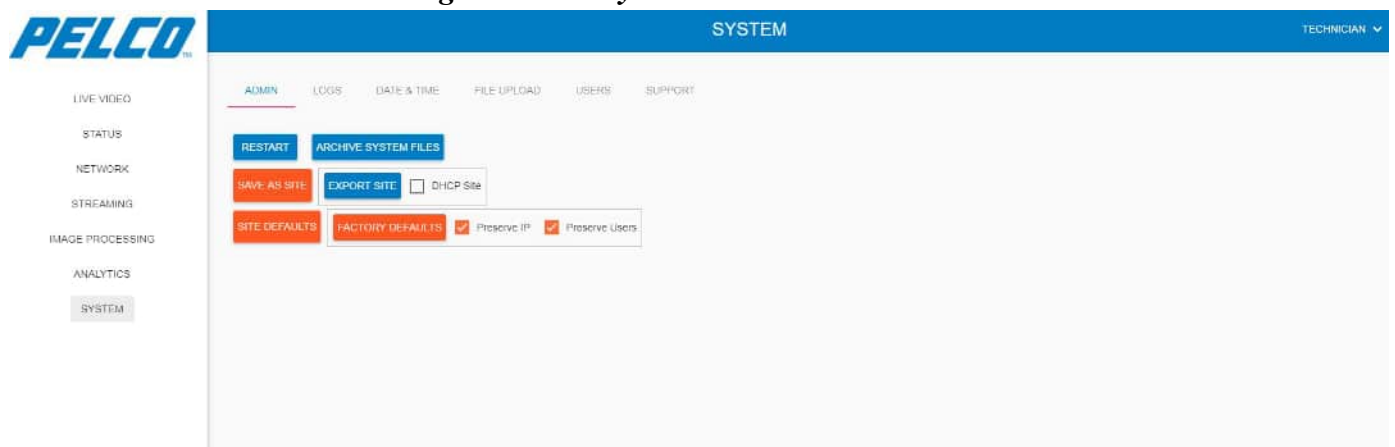 PELCO
SYSTEM
TECHNICIAN
LIVE VIDEO
STATUS
NETWORK
STREAMING
IMAGE PROCESSING
ANALYTICS
SYSTEM
ADMIN LOGS DATE & TIME FILE UPLOAD USERS SUPPORT
RESTART ARCHIVE SYSTEM FILES
SAVE AS SITE EXPORT SITE DHCP Site
SITE DEFAULTS FACTORY DEFAULTS Preserve IP Preserve Users